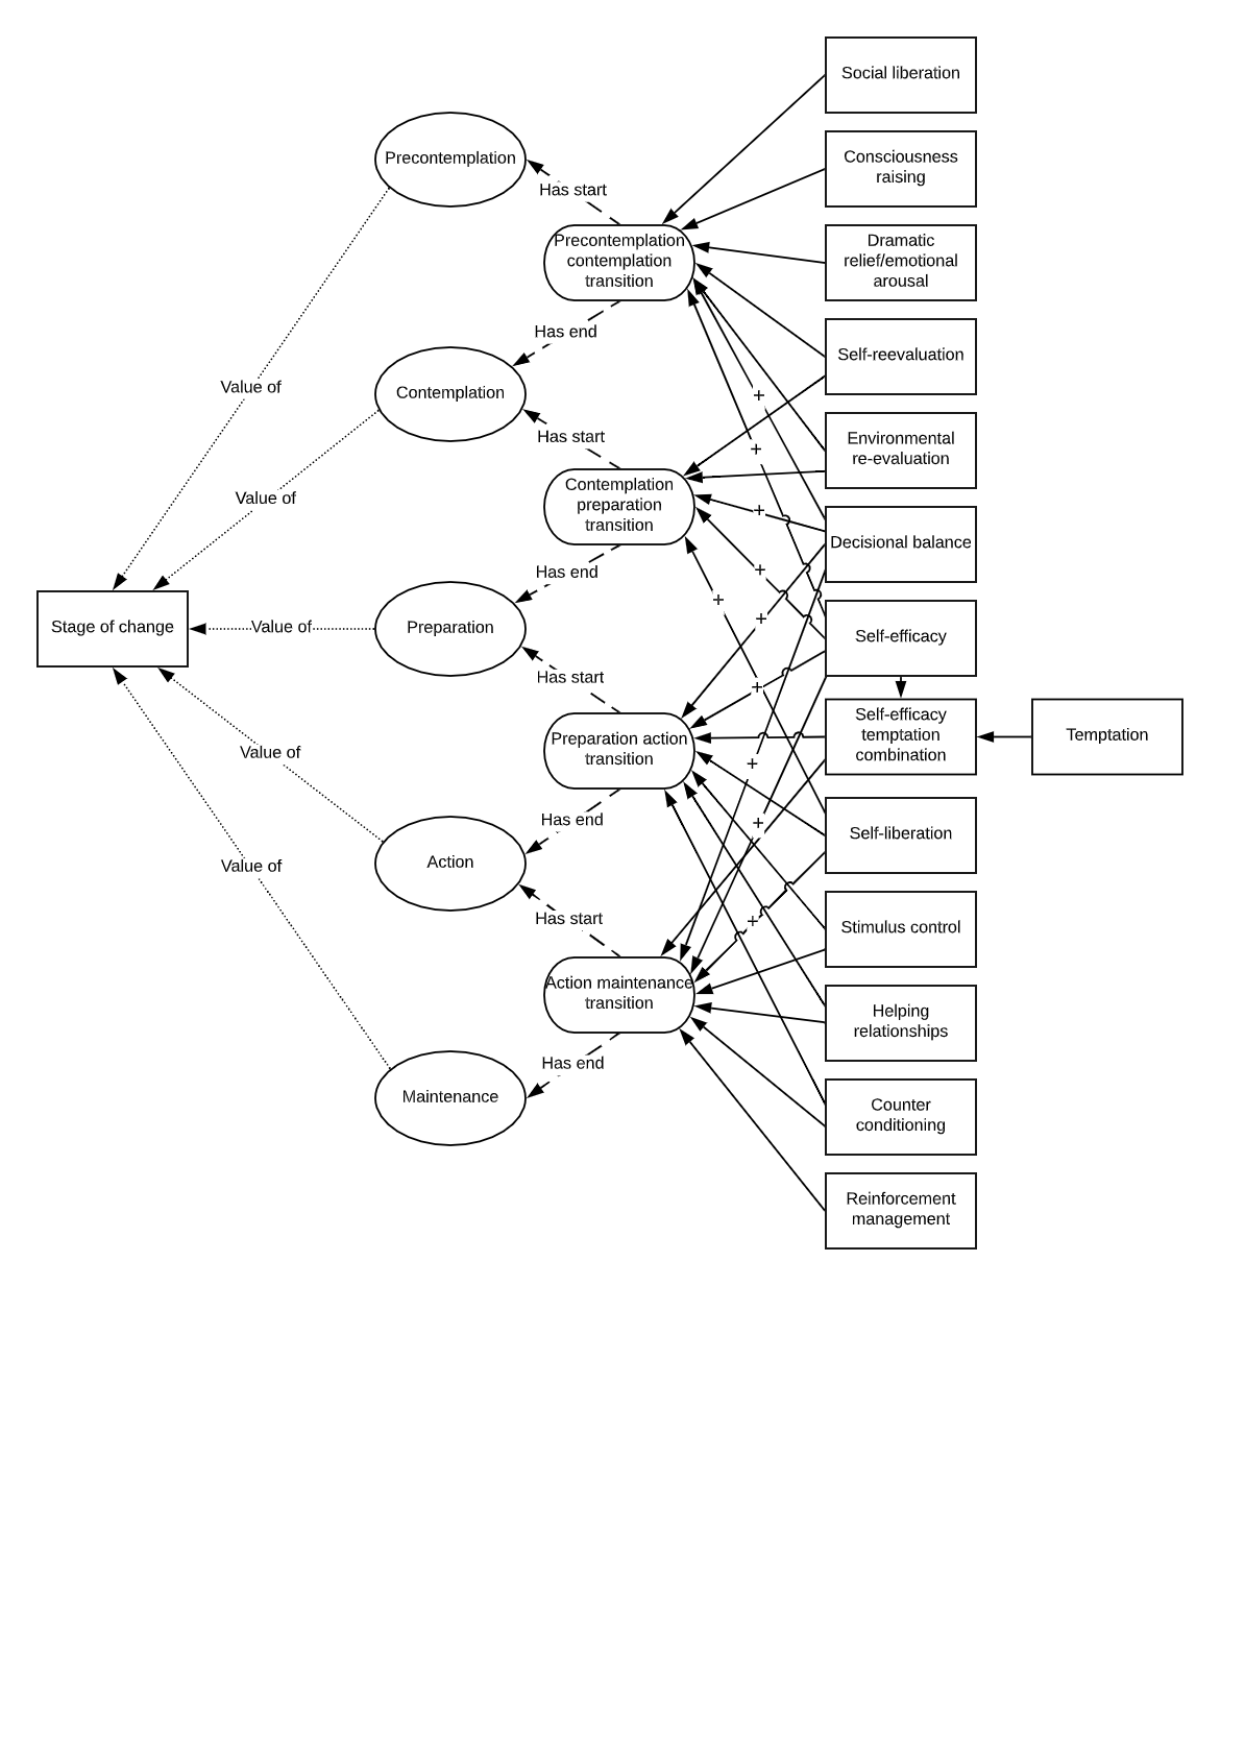 Social liberation
Consciousness
raising
Dramatic
relief/emotional
arousal
Self-reevaluation
Environmental
re-evaluation
Decisional balance
Self-efficacy
Self-efficacy
temptation
combination
Temptation
Self-liberation
Stimulus control
Helping
relationships
Counter
conditioning
Reinforcement
management
Precontemplation
contemplation
transition
Contemplation
preparation
transition
Preparation action
transition
Action maintenance
transition
Has start
Has end
Has start
Has end
Has start
Has end
Has start
Has end
Precontemplation
Contemplation
Preparation
Action
Maintenance
Value of
Value of
Value of
Value of
Value of
Stage of change
+
+
+
+
+
+
+
+
+
+